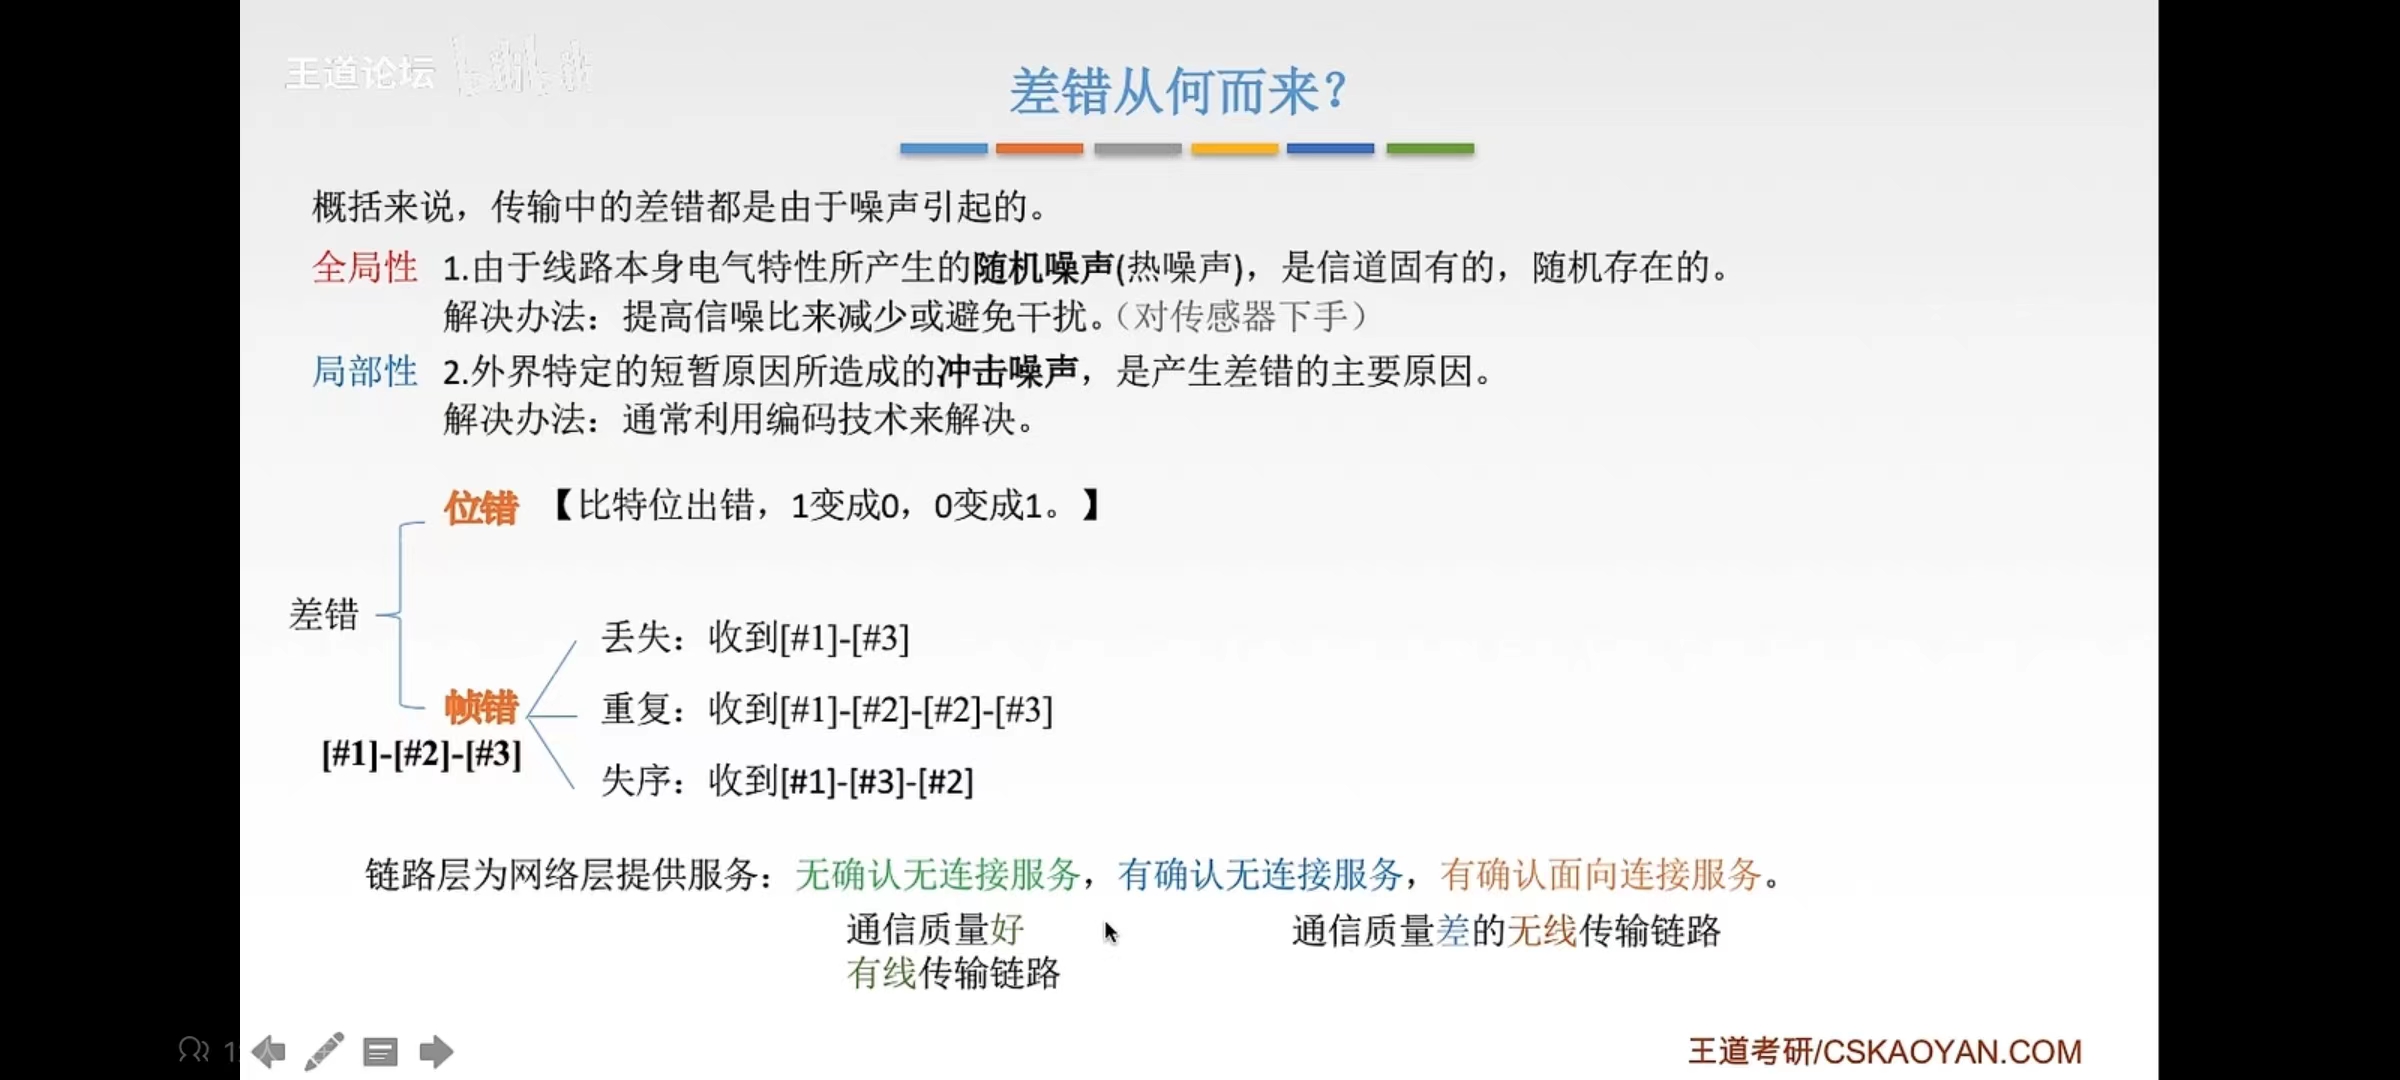 王道论坛 bilibili
差错从何而来？
概括来说，传输中的差错都是由于噪声引起的。
全局性 1.由于线路本身电气特性所产生的随机噪声(热噪声)，是信道固有的，随机存在的。
解决办法：提高信噪比来减少或避免干扰。（对传感器下手）
局部性 2.外界特定的短暂原因所造成的冲击噪声，是产生差错的主要原因。
解决办法：通常利用编码技术来解决。
位错 【比特位出错，1变成0，0变成1。】
差错
丢失：收到[#1]-[#3]
帧错 重复：收到[#1]-[#2]-[#2]-[#3]
[#1]-[#2]-[#3]
失序：收到[#1]-[#3]-[#2]
链路层为网络层提供服务：无确认无连接服务，有确认无连接服务，有确认面向连接服务。
通信质量好 通信质量差的无线传输链路
有线传输链路
王道考研/CSKAOYAN.COM